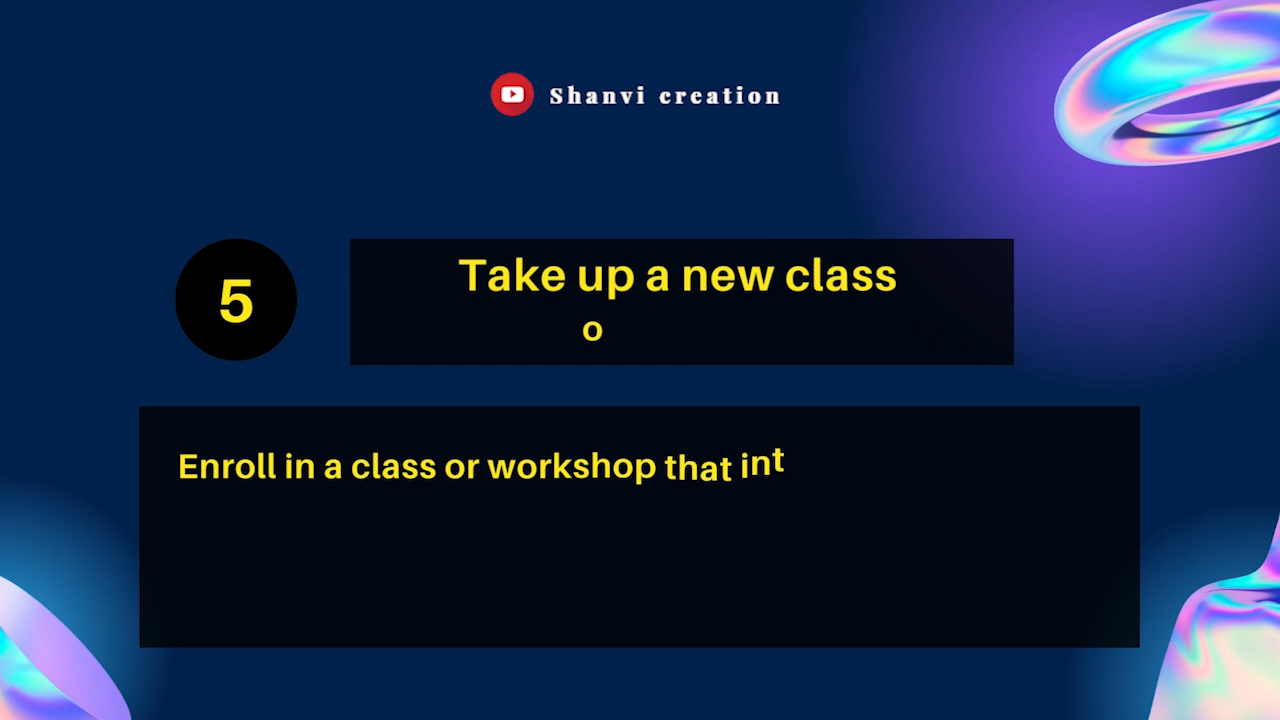 Shanvi creation
5
Take up a new class
o
Enroll in a class or workshop that int